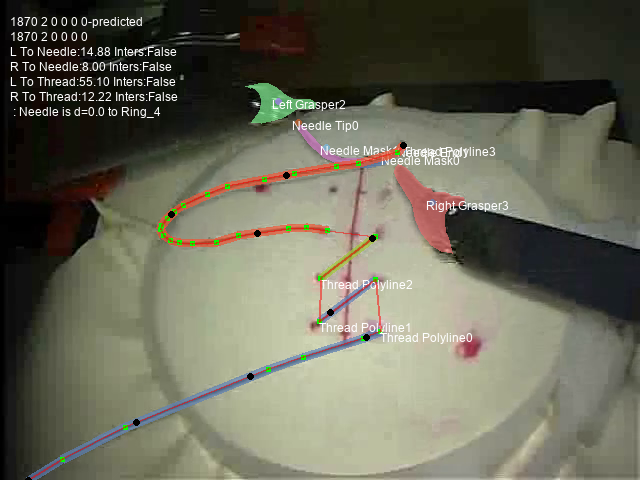 1870 2 0 0 0 0-predicted
1870 2 0 0 0 0
L To Needle:14.88 Inters:False
R To Needle:8.00 Inters:False
L To Thread:55.10 Inters:False
R To Thread:12.22 Inters:False
: Needle is d=0.0 to Ring_4
Left Grasper2
Needle Tip0
Needle Mask
Polyline3
Needle Mask0
Right Grasper3
Thread Polyline2
Thread Polyline1
Thread Polyline0